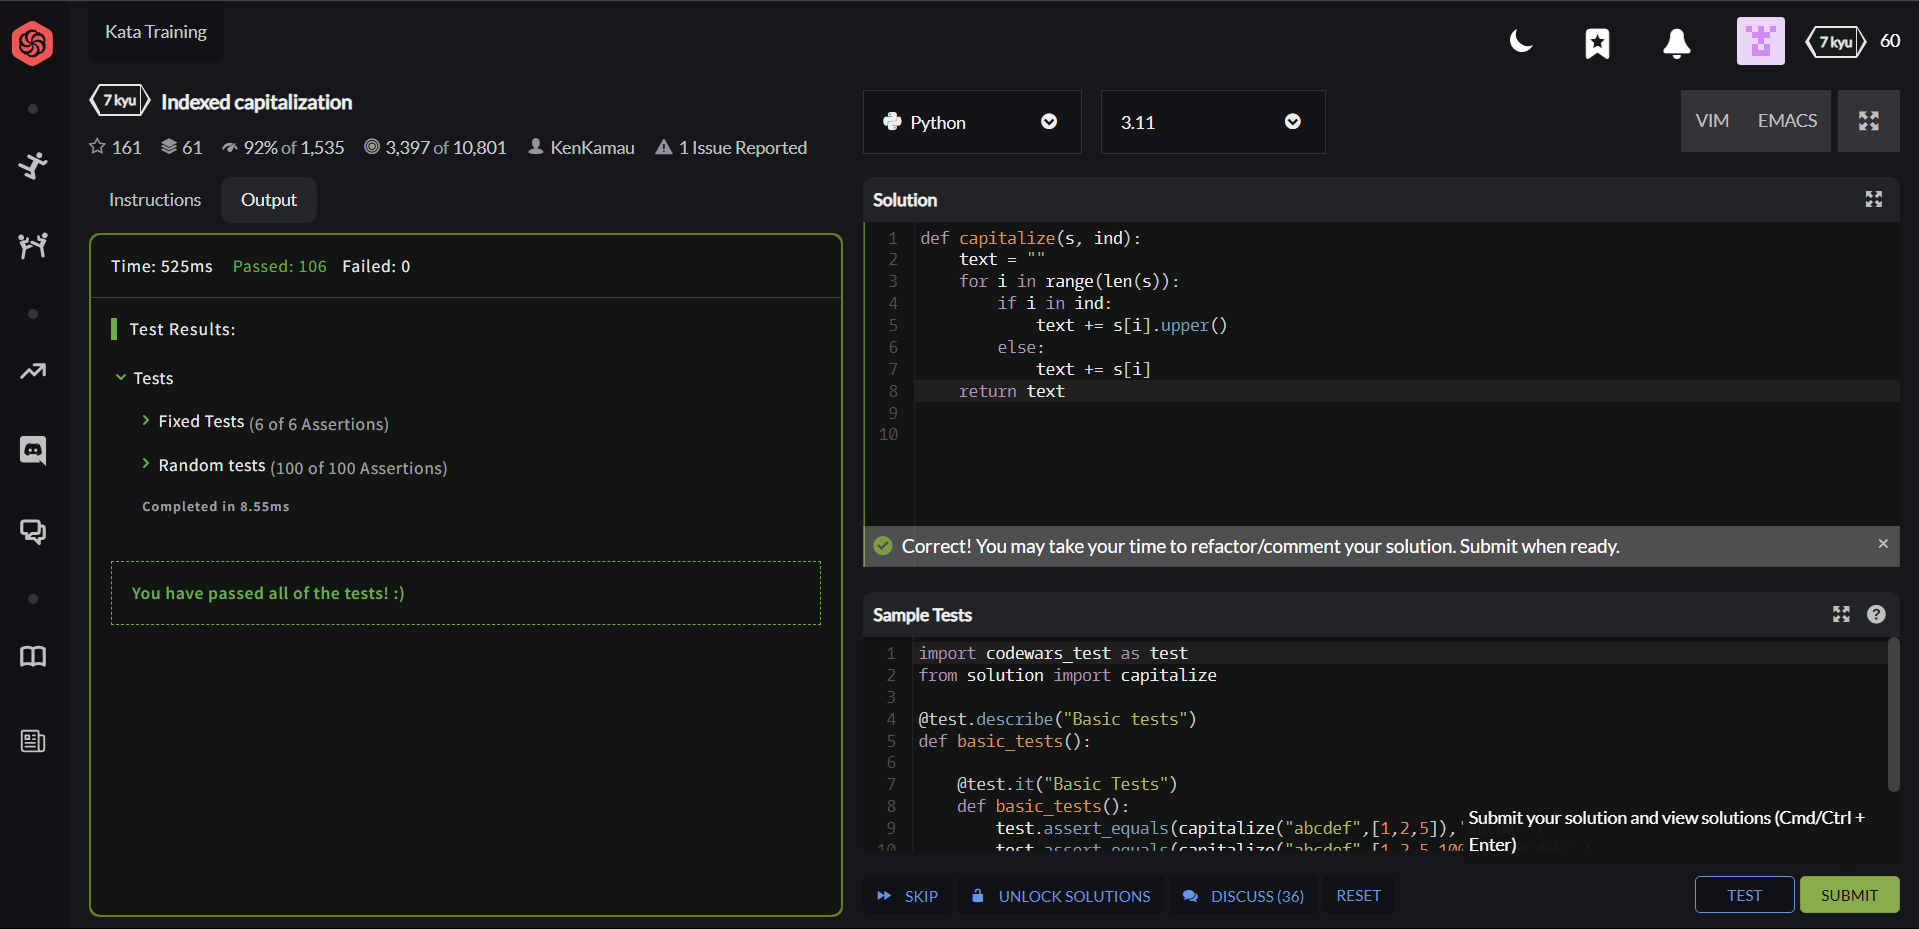 Kata Training
7 kyu 60
7 kyu Indexed capitalization
161 61 92% of 1,535 3,397 of 10,801 KenKamau 1 Issue Reported
Python 3.11 VIM EMACS
Instructions Output
Time: 525ms Passed: 106 Failed: 0
Test Results:
Tests
Fixed Tests (6 of 6 Assertions)
Random tests (100 of 100 Assertions)
Completed in 8.55ms
You have passed all of the tests! :)
Solution
1 def capitalize(s, ind):
2     text = ""
3     for i in range(len(s)):
4         if i in ind:
5             text += s[i].upper()
6         else:
7             text += s[i]
8     return text
9
10
Correct! You may take your time to refactor/comment your solution. Submit when ready. ×
Sample Tests ?
1 import codewars_test as test
2 from solution import capitalize
3
4 @test.describe("Basic tests")
5 def basic_tests():
6
7     @test.it("Basic Tests")
8     def basic_tests():
9         test.assert_equals(capitalize("abcdef",[1,2,5]),
10         test.assert_equals(capitalize("abcdef",[1,2,5,100
Submit your solution and view solutions (Cmd/Ctrl +
Enter)
SKIP UNLOCK SOLUTIONS DISCUSS (36) RESET TEST SUBMIT